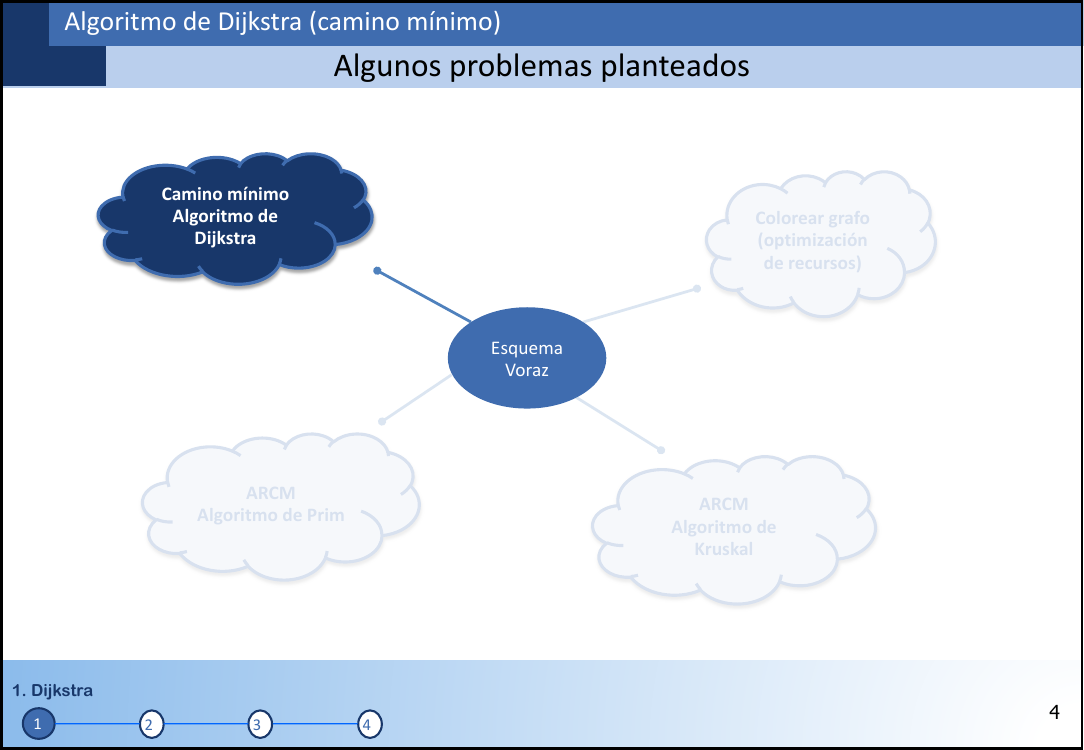 Algoritmo de Dijkstra (camino mínimo)
Algunos problemas planteados
Camino mínimo
Algoritmo de
Dijkstra
Colorear grafo
(optimización
de recursos)
Esquema
Voraz
ARCM
Algoritmo de Prim
ARCM
Algoritmo de
Kruskal
1. Dijkstra
1 2 3 4
4